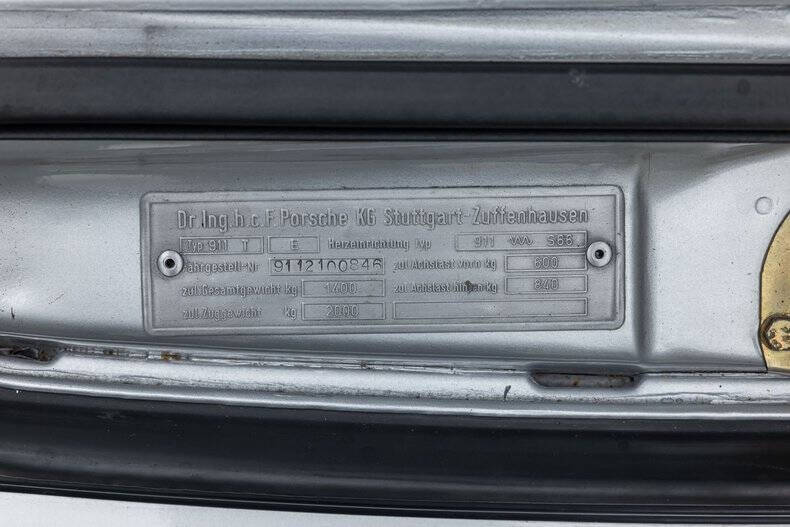 Dr. Ing. h. c. F. Porsche KG Stuttgart-Zuffenhausen
Typ 911 T E Heizeinrichtung Typ 911 S68
Fahrgestell-Nr 9112100846 zul Achslast vorn kg 600
zul Gesamtgewicht kg 1400 zul Achslast hinten kg 840
zul Zuggewicht kg 2000